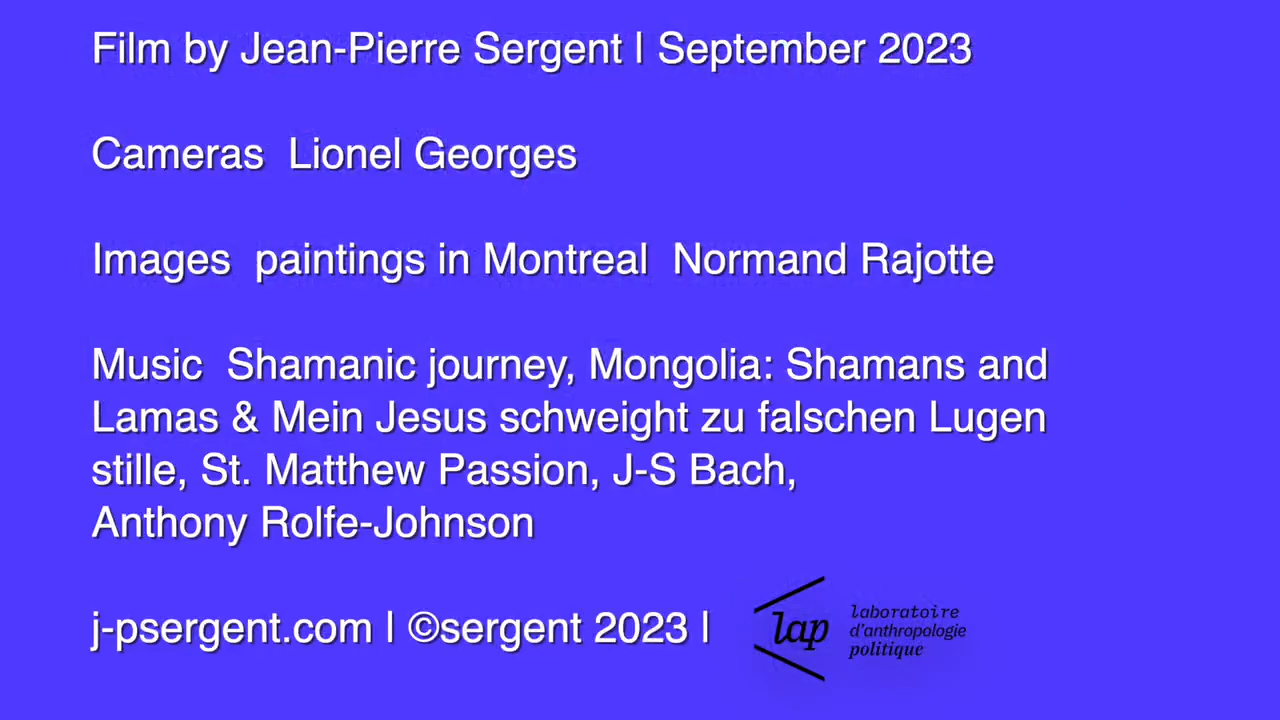 Film by Jean-Pierre Sergent l September 2023
Cameras  Lionel Georges
Images  paintings in Montreal  Normand Rajotte
Music  Shamanic journey, Mongolia: Shamans and
Lamas & Mein Jesus schweight zu falschen Lugen
stille, St. Matthew Passion, J-S Bach,
Anthony Rolfe-Johnson
j-psergent.com l ©sergent 2023 l
lap
laboratoire
d'anthropologie
politique